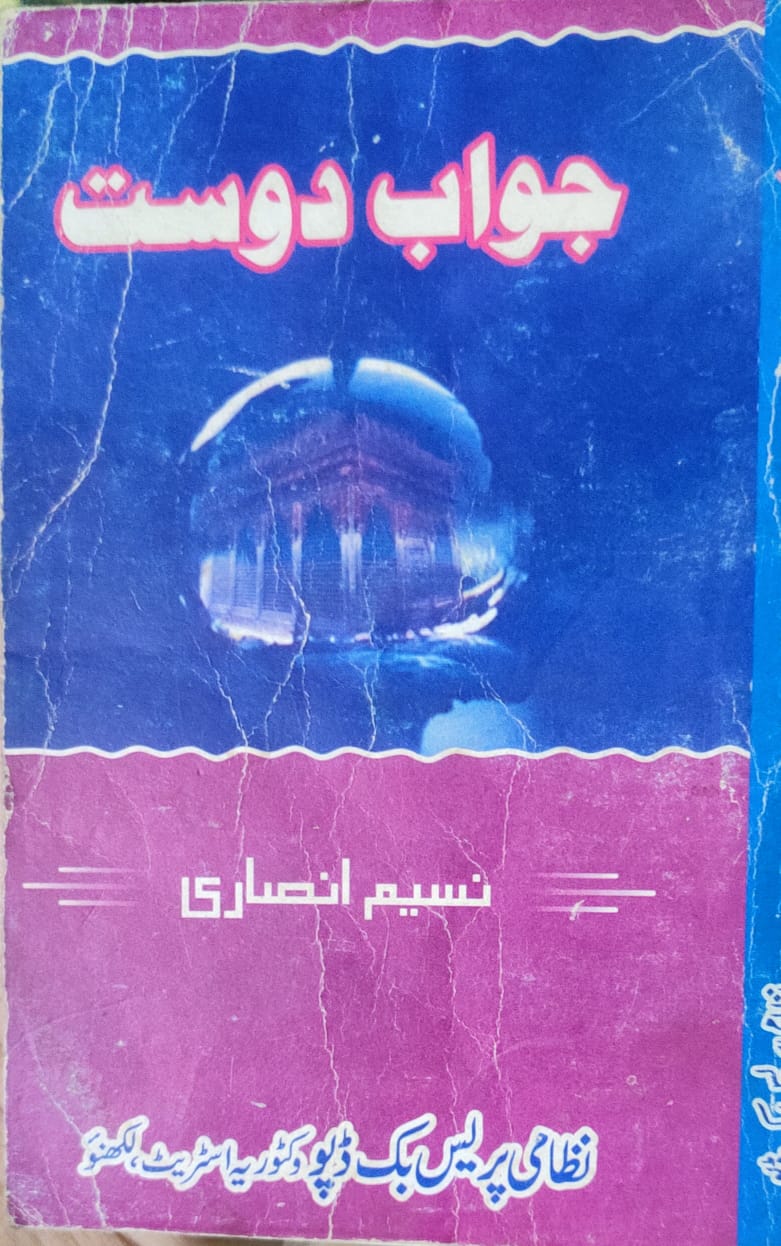 جواب دوست
نسیم انصاری
نظامی پریس بک ڈپو وکٹوریہ اسٹریٹ، لکھنؤ